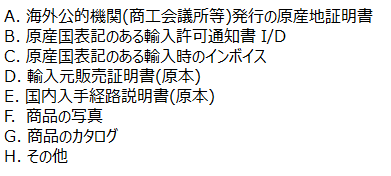 A. 海外公的機関(商工会議所等)発行の原産地証明書
B. 原産国表記のある輸入許可通知書 I/D
C. 原産国表記のある輸入時のインボイス
D. 輸入元販売証明書(原本)
E. 国内入手経路説明書(原本)
F. 商品の写真
G. 商品のカタログ
H. その他